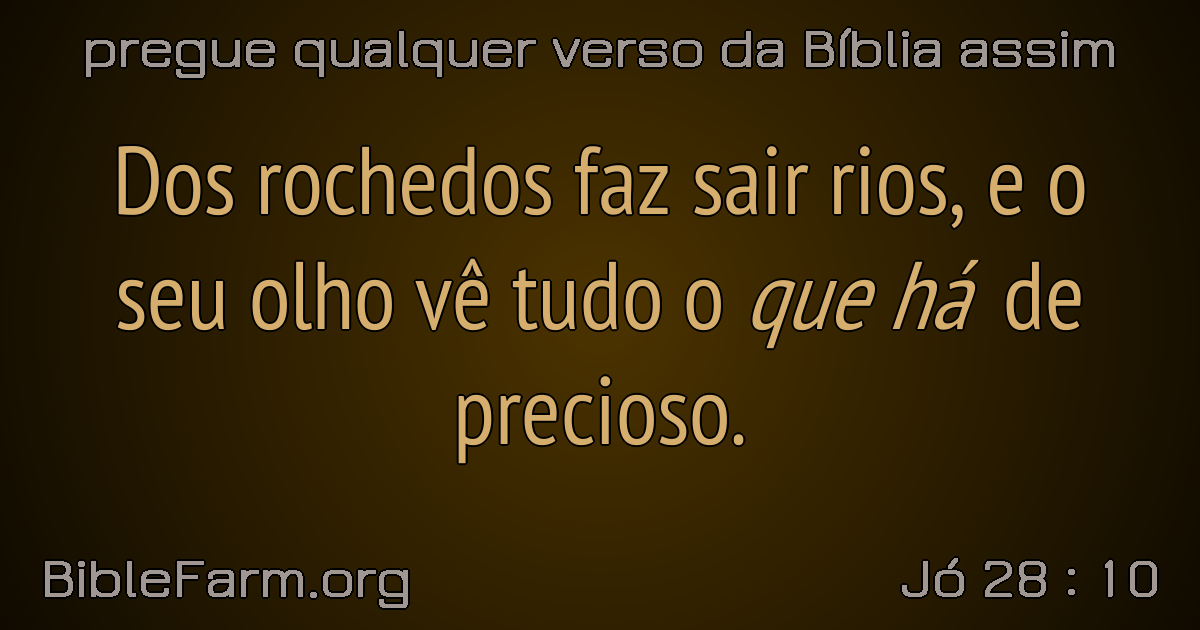 pregue qualquer verso da Bíblia assim
Dos rochedos faz sair rios, e o
seu olho vê tudo o que há de
precioso.
BibleFarm.org
Jó 28 : 10